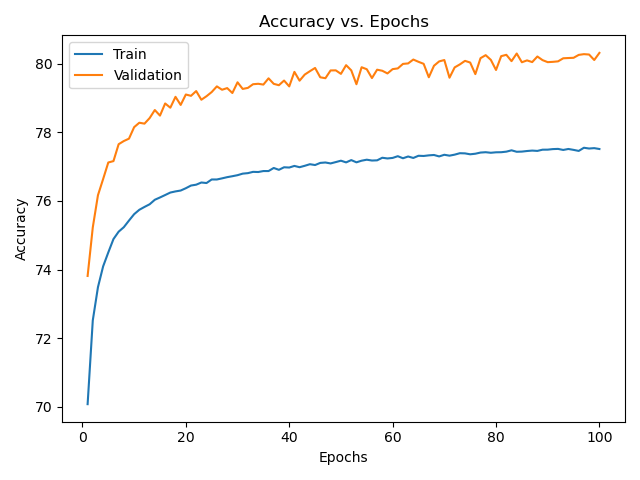 Accuracy vs. Epochs
Train
Validation
Accuracy
80
78
76
74
72
70
0 20 40 60 80 100
Epochs